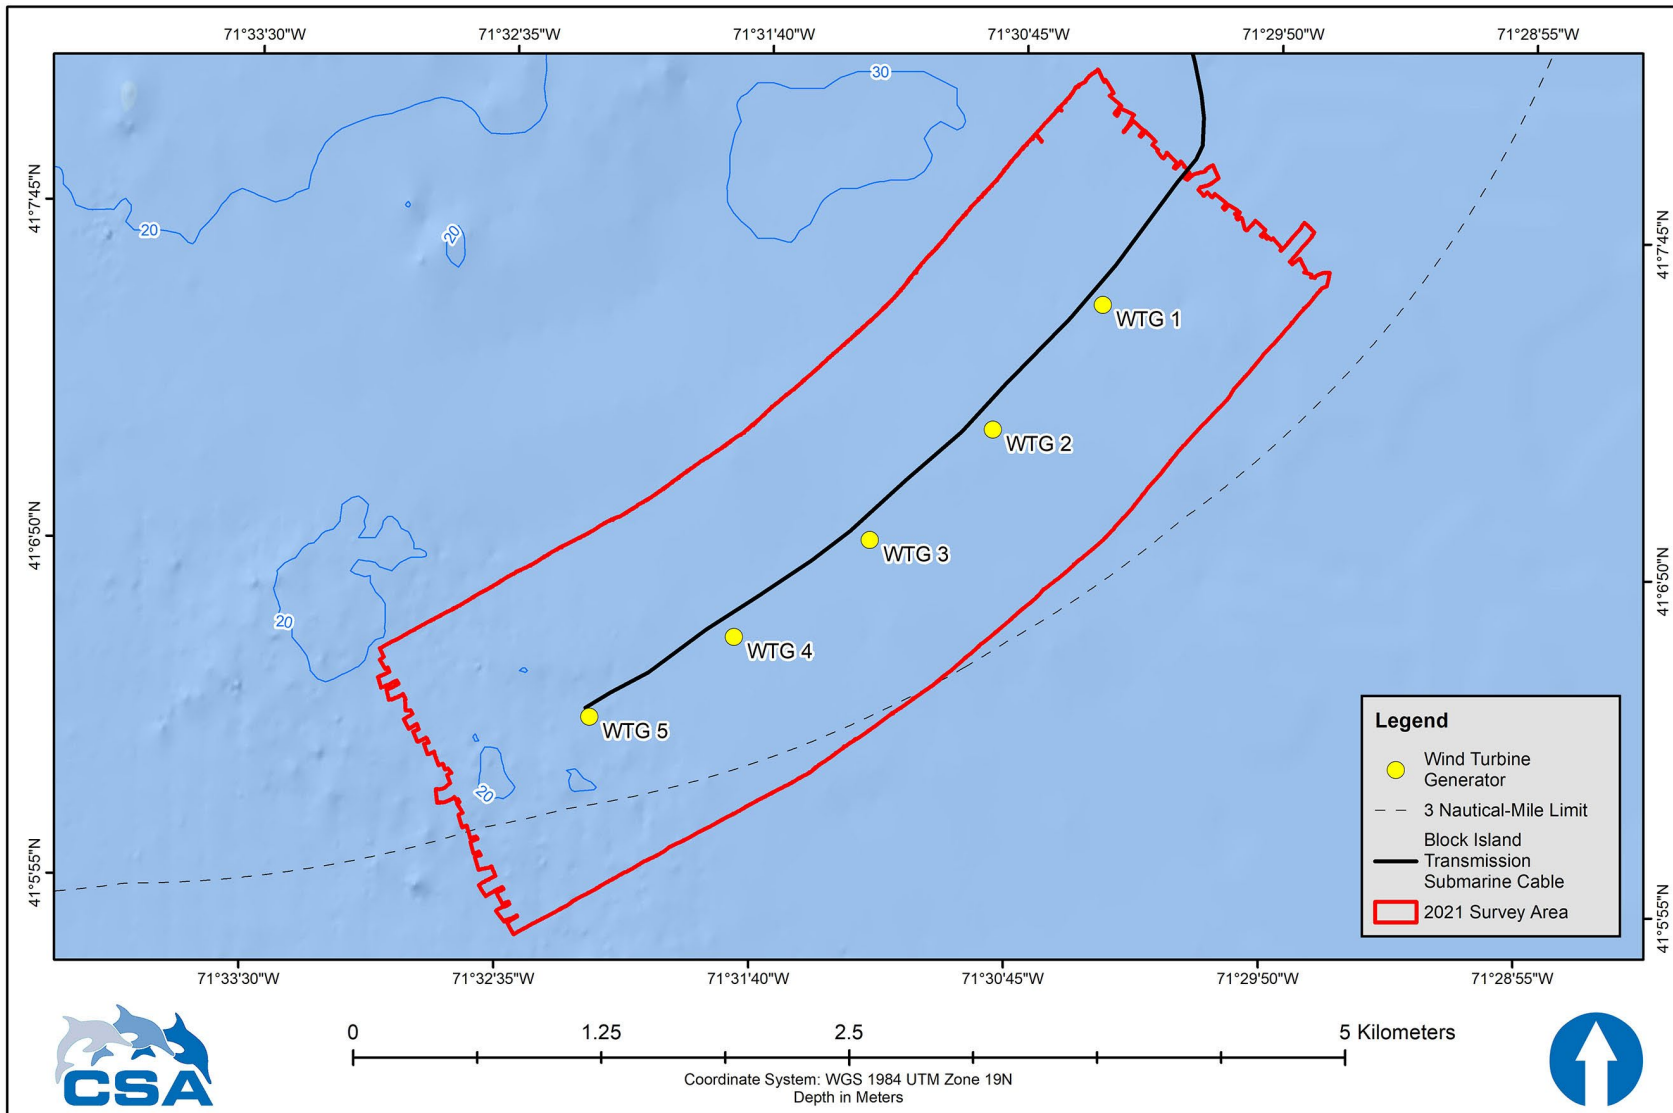 71°33'30"W
71°32'35"W
71°31'40"W
71°30'45"W
71°29'50"W
71°28'55"W
41°7'45"N
41°6'50"N
41°5'55"N
41°7'45"N
41°6'50"N
41°5'55"N
30
20
20
20
20
WTG 1
WTG 2
WTG 3
WTG 4
WTG 5
Legend
Wind Turbine
Generator
3 Nautical-Mile Limit
Block Island
Transmission
Submarine Cable
2021 Survey Area
71°33'30"W
71°32'35"W
71°31'40"W
71°30'45"W
71°29'50"W
71°28'55"W
CSA
0
1.25
2.5
5 Kilometers
Coordinate System: WGS 1984 UTM Zone 19N
Depth in Meters